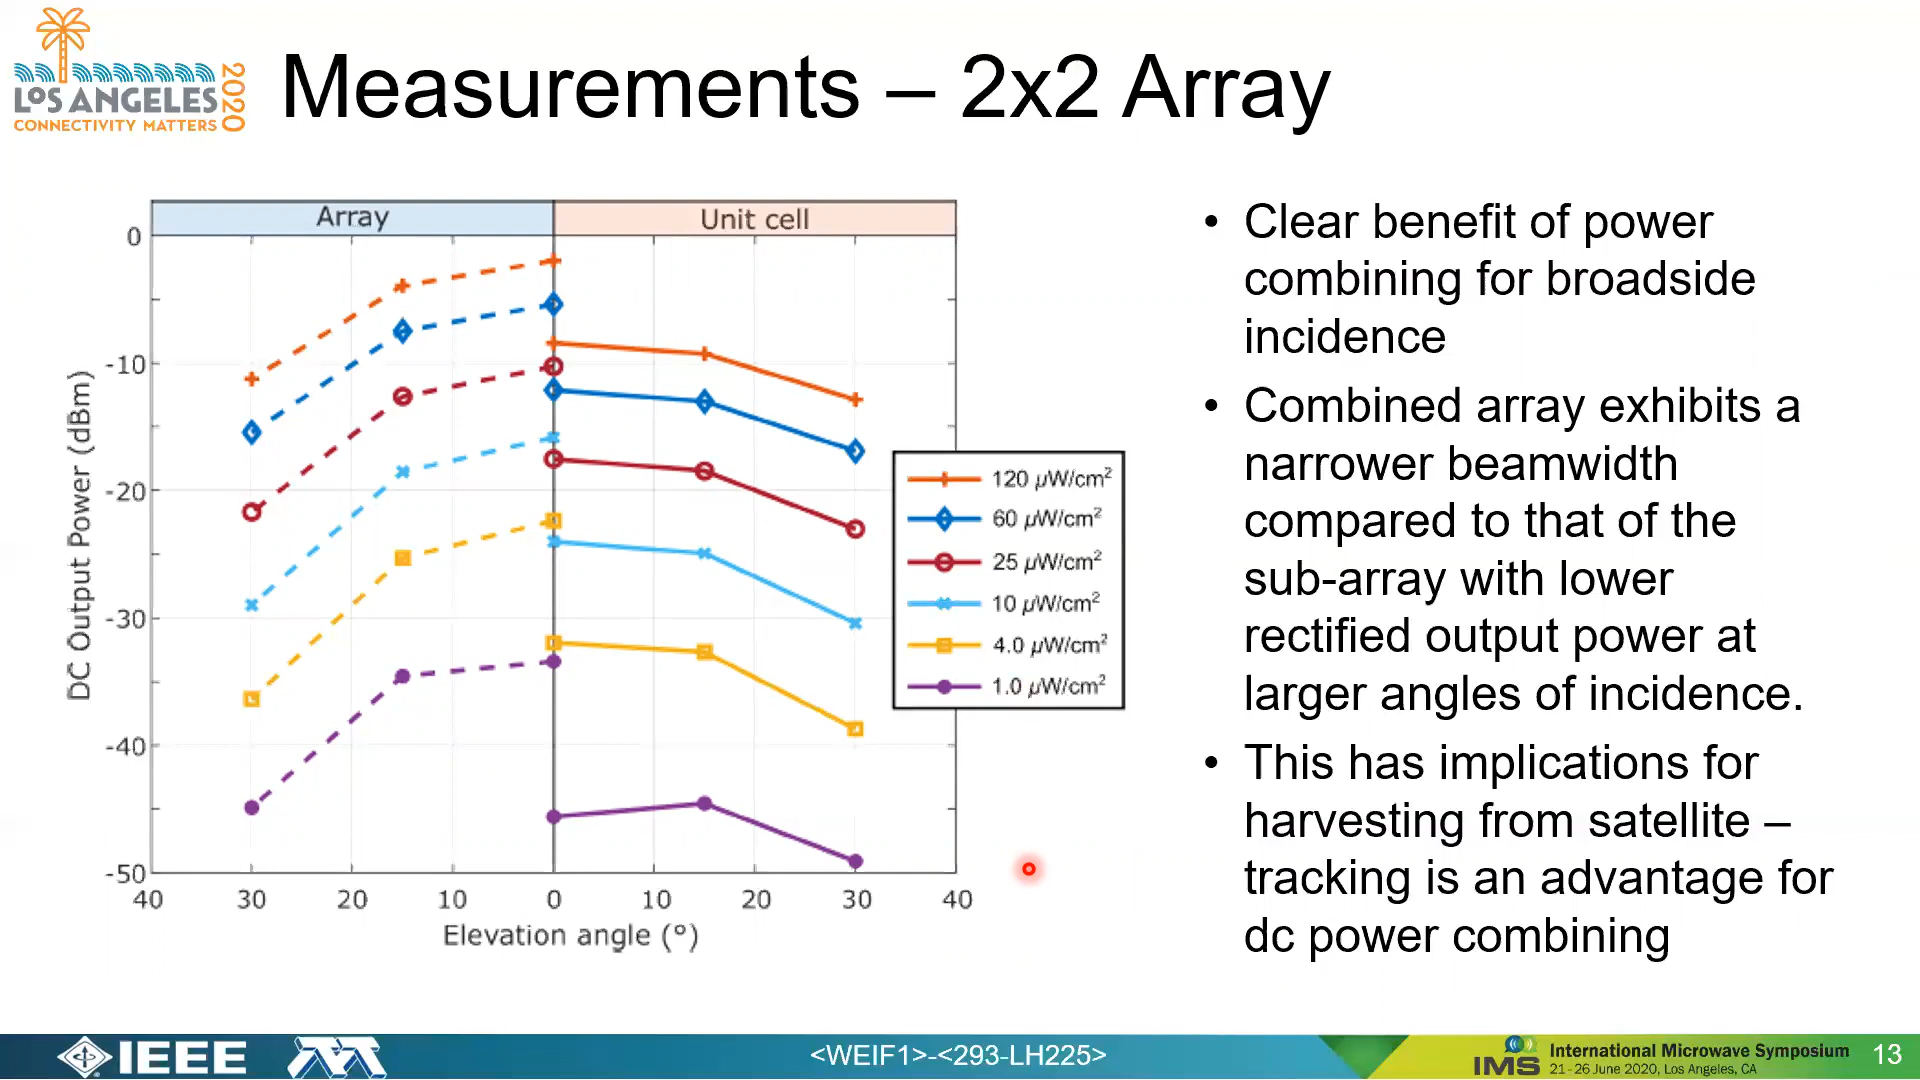 LOS ANGELES
2020
CONNECTIVITY MATTERS
Measurements – 2x2 Array
Array
Unit cell
0
-10
-20
-30
-40
-50
DC Output Power (dBm)
40 30 20 10 0 10 20 30 40
Elevation angle (°)
120 µW/cm²
60 µW/cm²
25 µW/cm²
10 µW/cm²
4.0 µW/cm²
1.0 µW/cm²
• Clear benefit of power
combining for broadside
incidence
• Combined array exhibits a
narrower beamwidth
compared to that of the
sub-array with lower
rectified output power at
larger angles of incidence.
• This has implications for
harvesting from satellite –
tracking is an advantage for
dc power combining
IEEE
<WEIF1>-<293-LH225>
IMS
International Microwave Symposium
21 - 26 June 2020, Los Angeles, CA
13